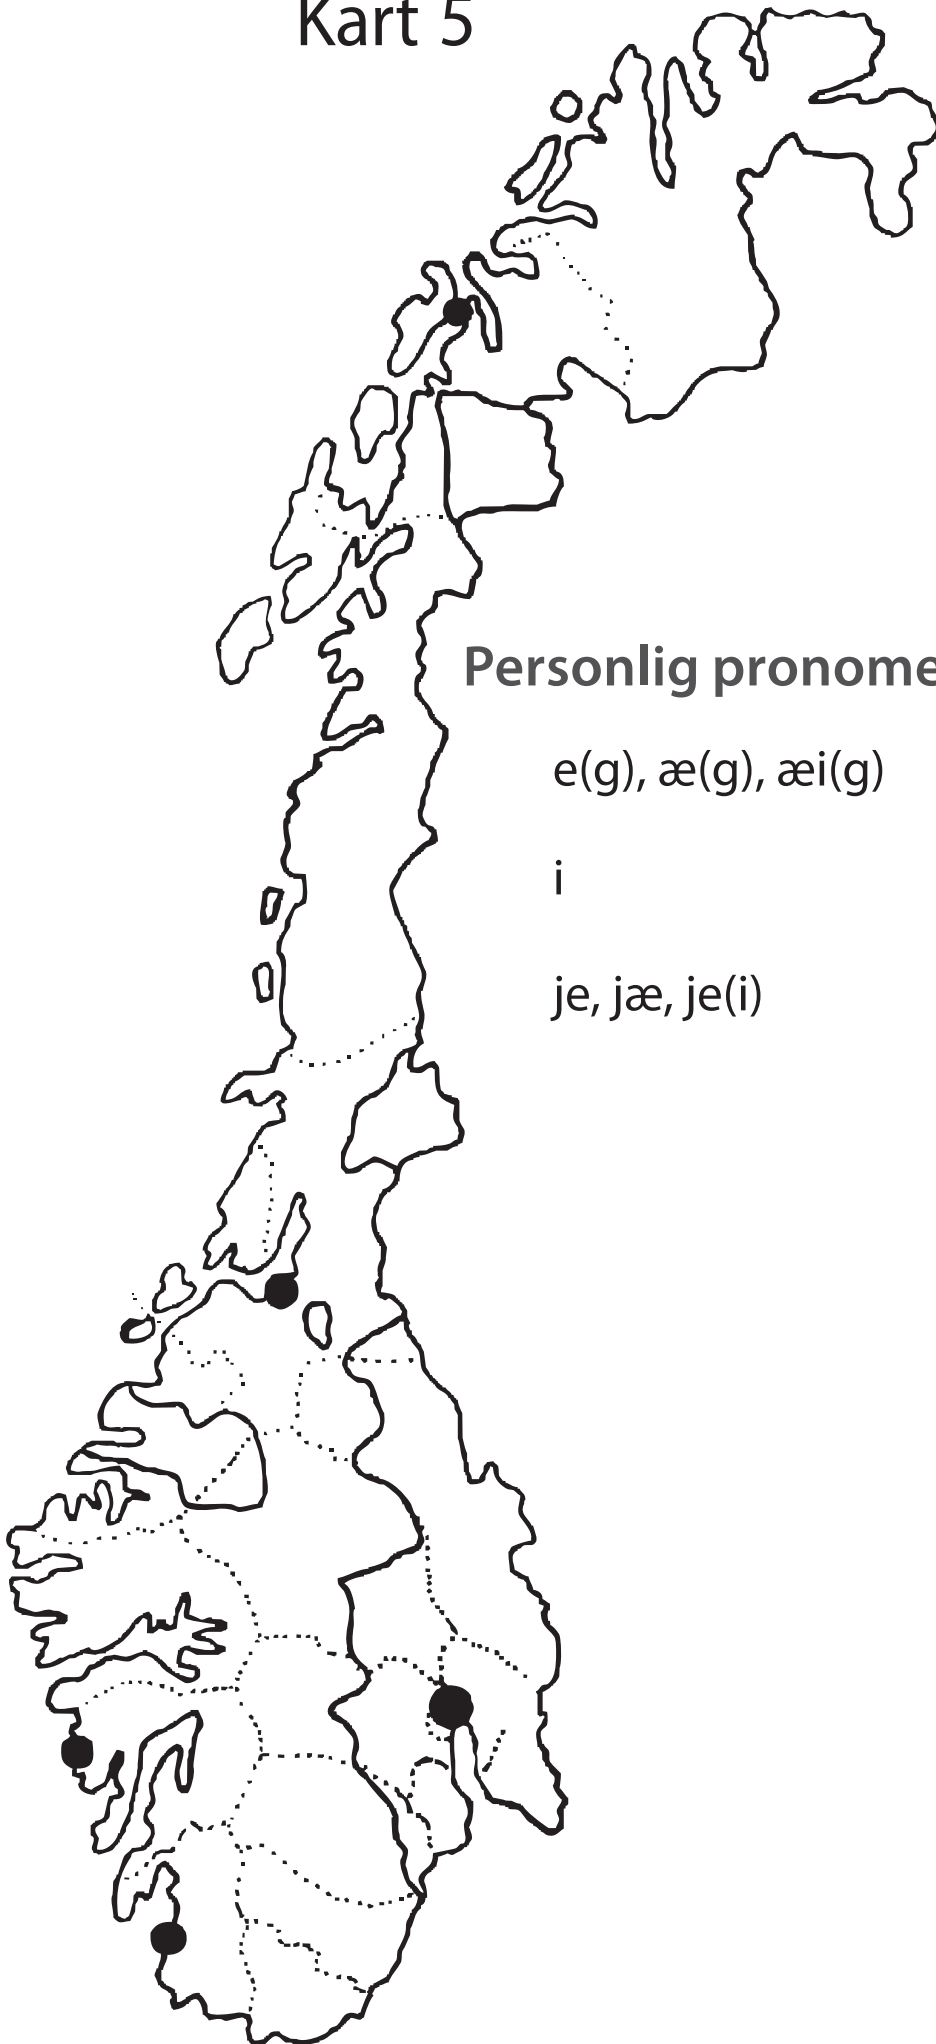 Kart 5
Personlig pronome
e(g), æ(g), æi(g)
i
je, jæ, je(i)